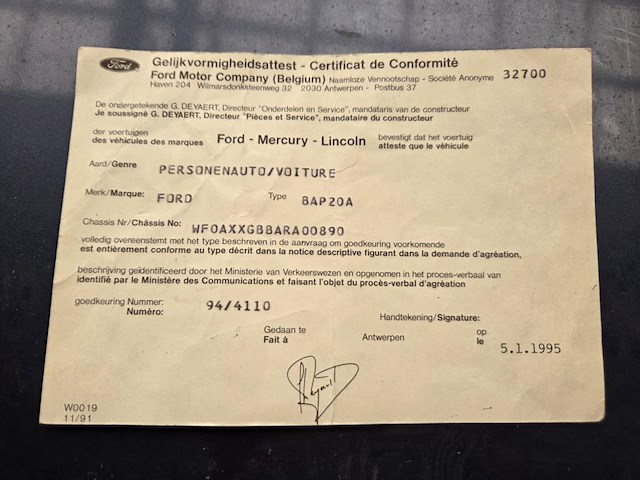 Ford
Gelijkvormigheidsattest - Certificat de Conformité
Ford Motor Company (Belgium) Naamloze Vennootschap - Société Anonyme 32700
Haven 204 Wilmarsdonksteenweg 32 2030 Antwerpen - Postbus 37
De ondergetekende G. DEYAERT, Directeur "Onderdelen en Service", mandataris van de constructeur
Je soussigné G. DEYAERT, Directeur "Pièces et Service", mandataire du constructeur
der voertuigen
des véhicules des marques
Ford - Mercury - Lincoln
bevestigt dat het voertuig
atteste que le véhicule
Aard/Genre PERSONENAUTO/VOITURE
Merk/Marque: FORD Type BAP20A
Chassis Nr/Châssis No: WF0AXXGBBARA00890
volledig overeenstemt met het type beschreven in de aanvraag om goedkeuring voorkomende
est entièrement conforme au type décrit dans la notice descriptive figurant dans la demande d'agréation,
beschrijving geïdentificeerd door het Ministerie van Verkeerswezen en opgenomen in het proces-verbaal van
identifié par le Ministère des Communications et faisant l'objet du procès-verbal d'agréation
goedkeuring Nummer: 94/4110
Numéro:
Handtekening/Signature:
Gedaan te Antwerpen op
Fait à le 5.1.1995
W0019
11/91